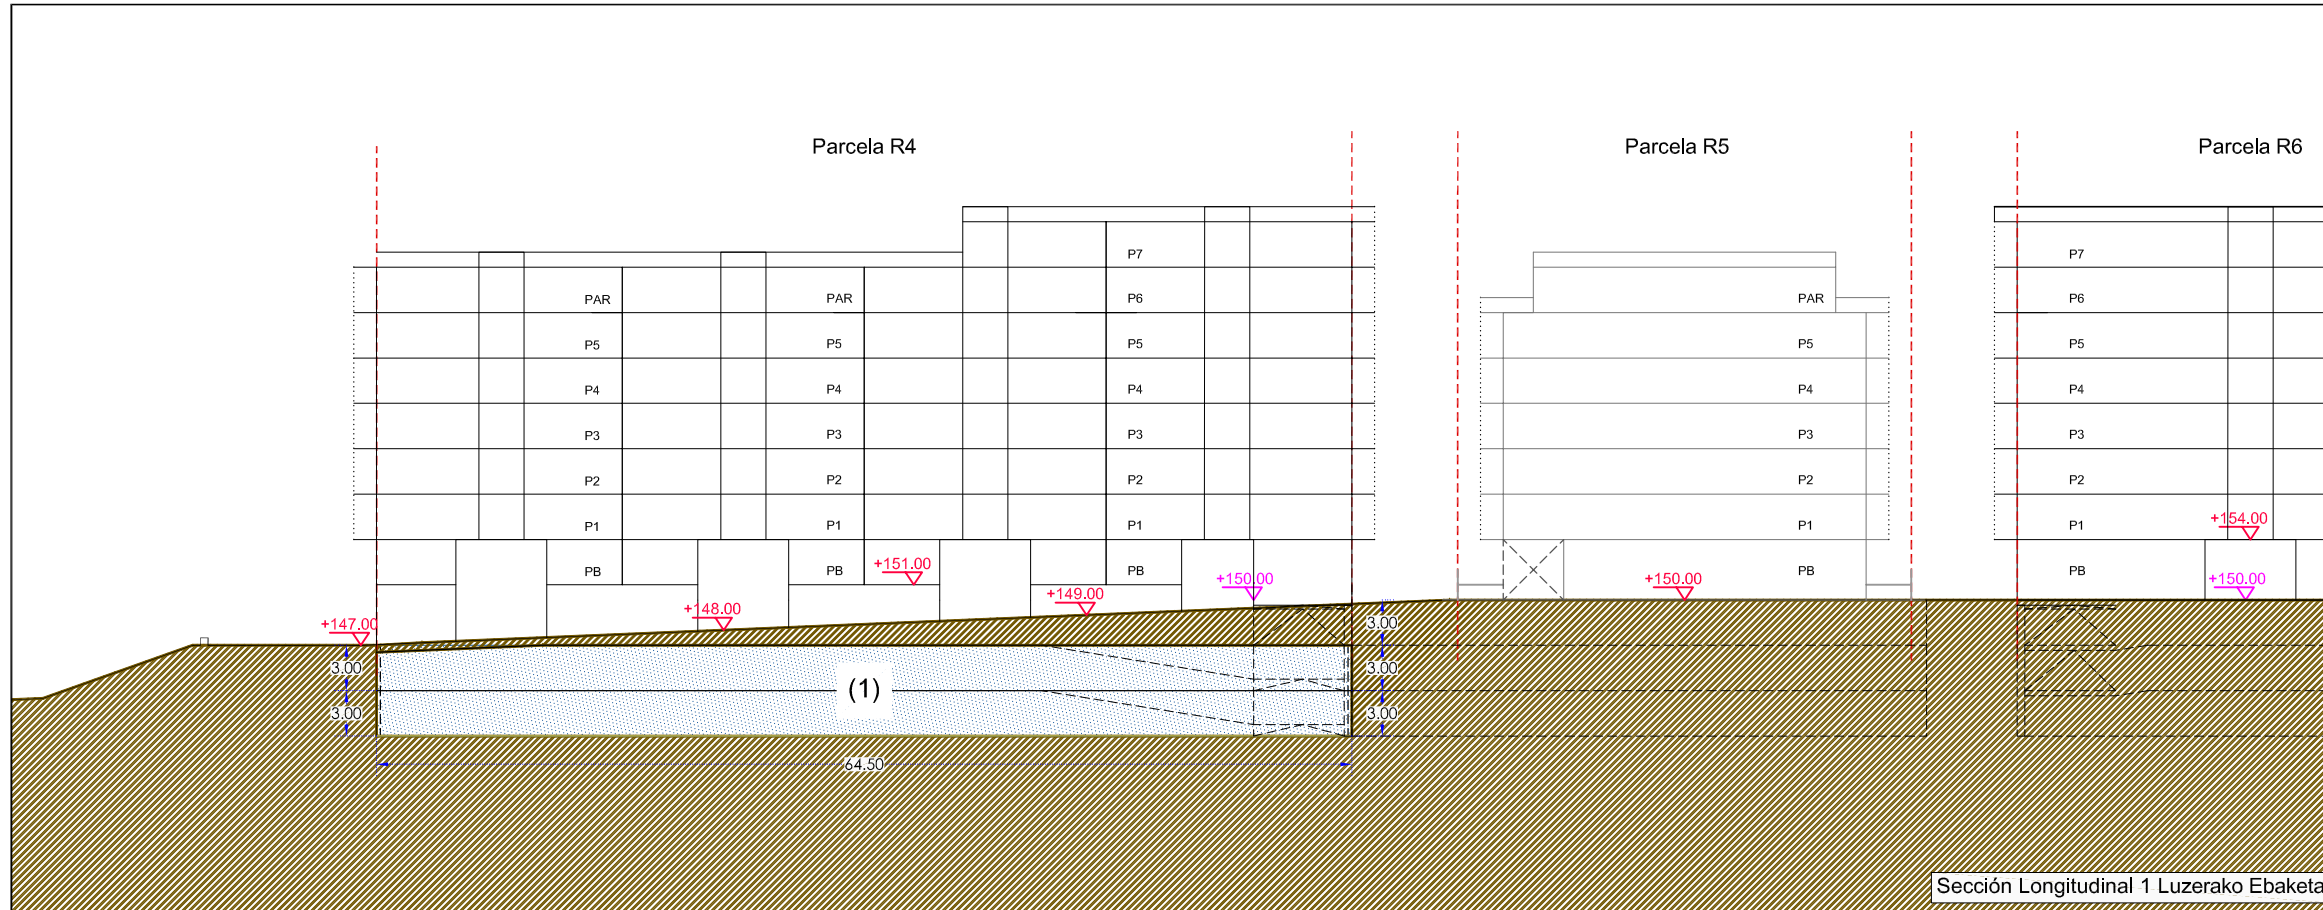 Parcela R4 Parcela R5 Parcela R6
P7 P7
PAR PAR P6 PAR P6
P5 P5 P5 P5 P5
P4 P4 P4 P4 P4
P3 P3 P3 P3 P3
P2 P2 P2 P2 P2
P1 P1 P1 P1 P1
+154.00
PB PB PB PB PB
+151.00
+150.00 +150.00 +150.00
+149.00
+148.00
+147.00
3.00
3.00 3.00
(1)
3.00 3.00
64.50
Sección Longitudinal 1 Luzerako Ebaketa